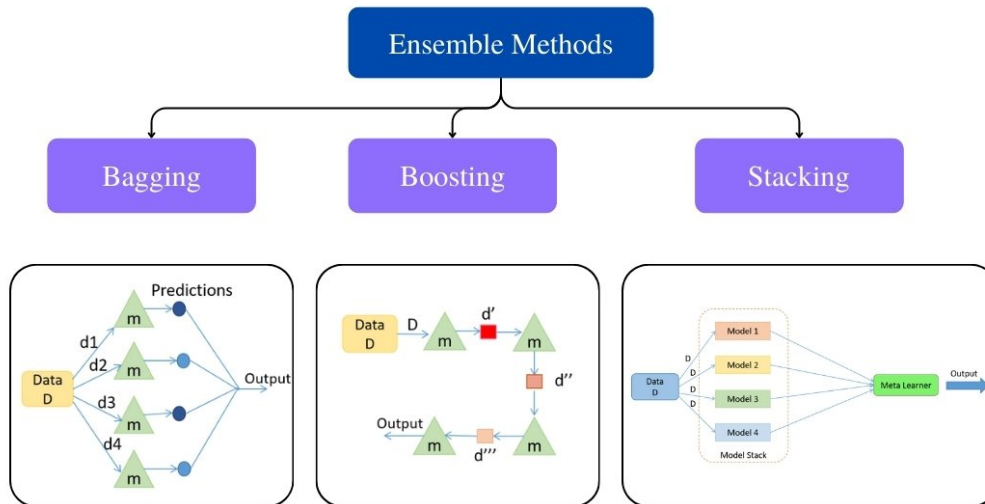 Ensemble Methods
Bagging
Boosting
Stacking
Predictions
m
d1
m
d2
Data
D
d3
m
d4
m
Output
Data
D
D
m
d'
m
d''
Output
m
d'''
m
Data
D
D
D
D
D
Model 1
Model 2
Model 3
Model 4
Model Stack
Meta Learner
Output